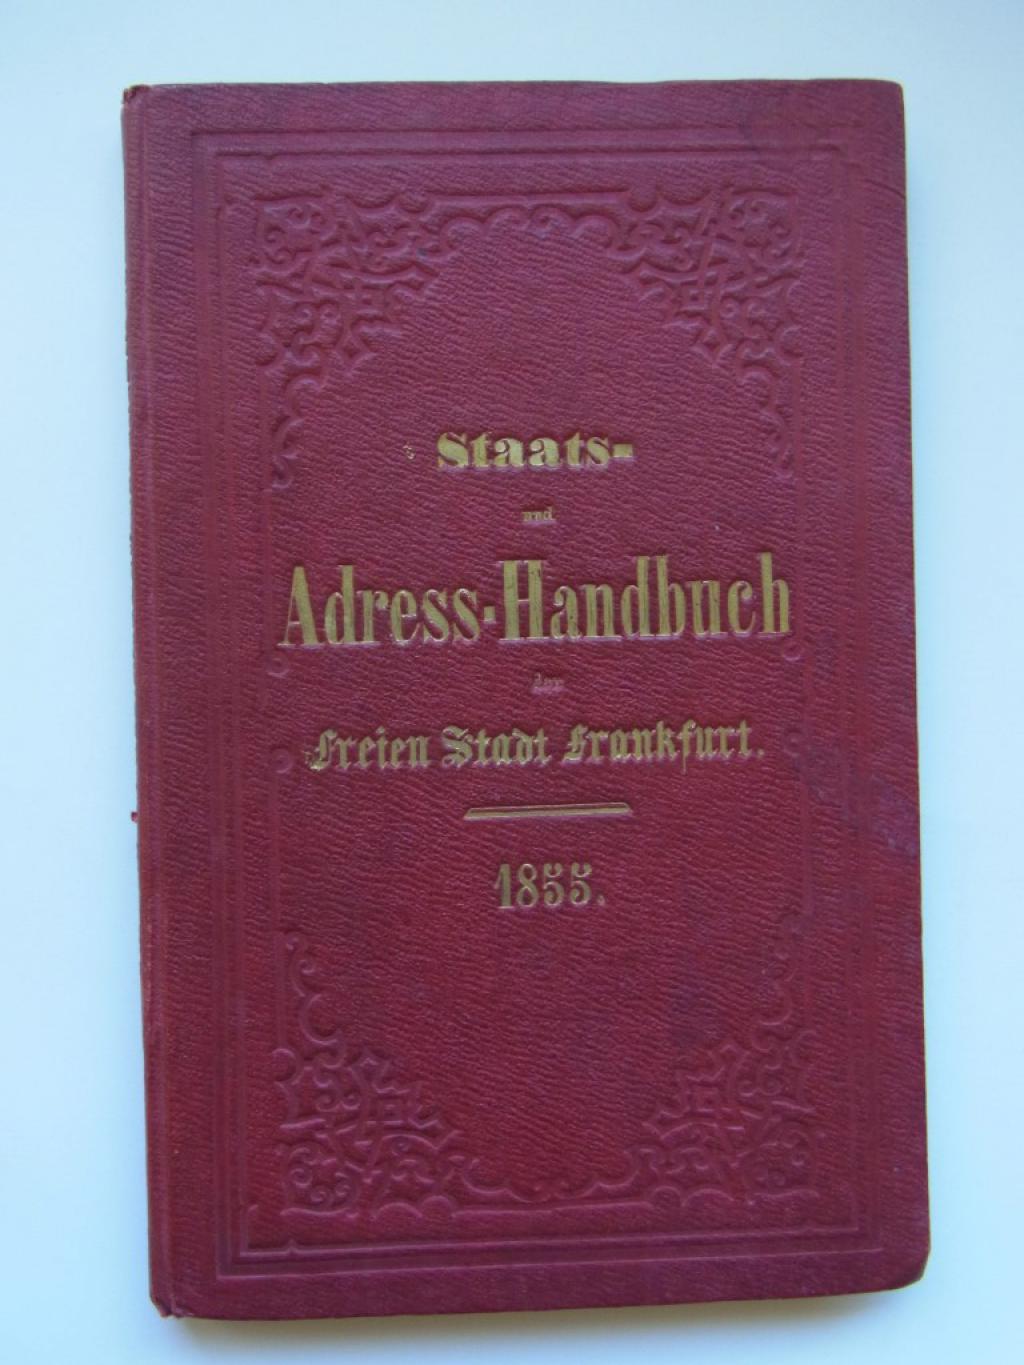 Staats-
und
Adress-Handbuch
der
Freien Stadt Frankfurt.
1855.